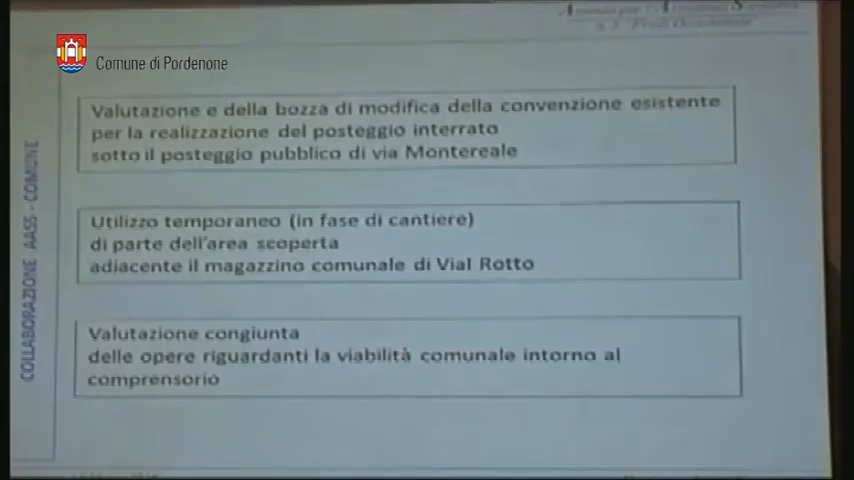 Comune di Pordenone
COLLABORAZIONE AAS5 - COMUNE
Valutazione e della bozza di modifica della convenzione esistente
per la realizzazione del posteggio interrato
sotto il posteggio pubblico di via Montereale
Utilizzo temporaneo (in fase di cantiere)
di parte dell'area scoperta
adiacente il magazzino comunale di Vial Rotto
Valutazione congiunta
delle opere riguardanti la viabilità comunale intorno al
comprensorio